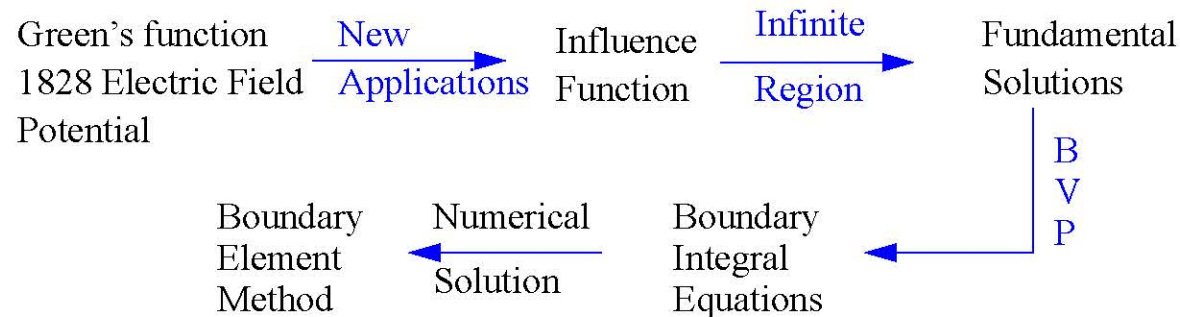 Green's function
1828 Electric Field
Potential
New
Applications
Influence
Function
Infinite
Region
Fundamental
Solutions
B
V
P
Boundary
Integral
Equations
Numerical
Solution
Boundary
Element
Method